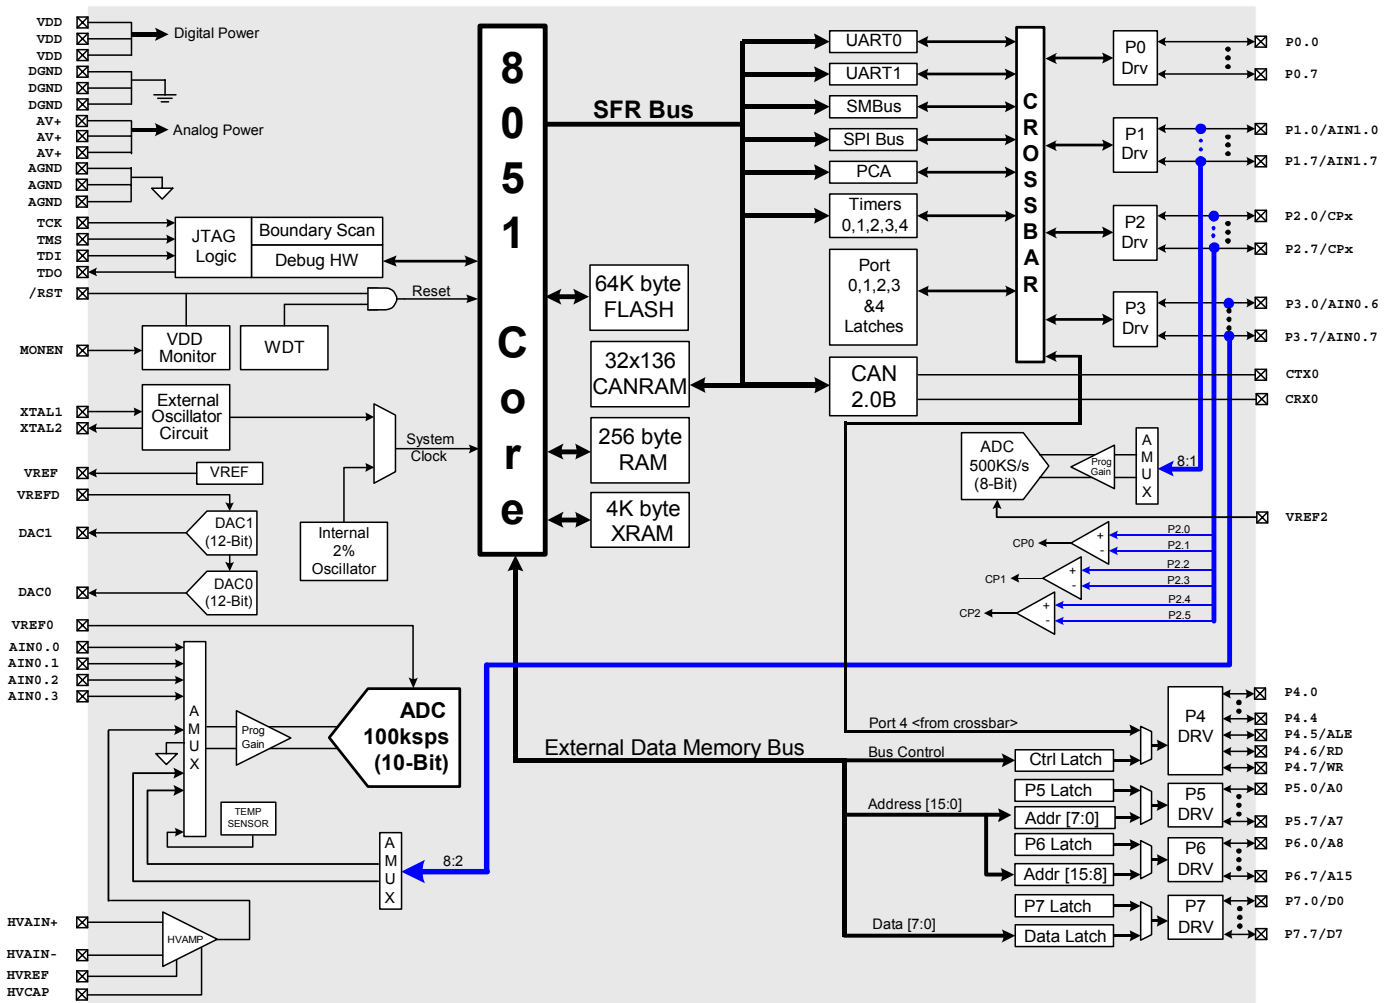 VDD
VDD
VDD
Digital Power
DGND
DGND
DGND
AV+
AV+
AV+
Analog Power
AGND
AGND
AGND
TCK
TMS
TDI
TDO
JTAG
Logic
Boundary Scan
Debug HW
/RST
Reset
VDD
Monitor
WDT
MONEN
XTAL1
XTAL2
External
Oscillator
Circuit
System
Clock
VREF
VREF
VREFD
DAC1
DAC1
(12-Bit)
DAC0
DAC0
(12-Bit)
Internal
2%
Oscillator
VREF0
AIN0.0
AIN0.1
AIN0.2
AIN0.3
A
M
U
X
Prog
Gain
ADC
100ksps
(10-Bit)
TEMP
SENSOR
A
M
U
X
8:2
HVAIN+
HVAIN-
HVREF
HVCAP
HVAMP
8
0
5
1
C
o
r
e
SFR Bus
64K byte
FLASH
32x136
CANRAM
256 byte
RAM
4K byte
XRAM
UART0
UART1
SMBus
SPI Bus
PCA
Timers
0,1,2,3,4
Port
0,1,2,3
&4
Latches
CAN
2.0B
C
R
O
S
S
B
A
R
P0
Drv
P1
Drv
P2
Drv
P3
Drv
P0.0
P0.7
P1.0/AIN1.0
P1.7/AIN1.7
P2.0/CPx
P2.7/CPx
P3.0/AIN0.6
P3.7/AIN0.7
CTX0
CRX0
ADC
500KS/s
(8-Bit)
Prog
Gain
A
M
U
X
8:1
VREF2
CP0
+
-
P2.0
P2.1
CP1
+
-
P2.2
P2.3
CP2
+
-
P2.4
P2.5
External Data Memory Bus
Port 4 <from crossbar>
Bus Control
Ctrl Latch
Address [15:0]
P5 Latch
Addr [7:0]
P6 Latch
Addr [15:8]
P7 Latch
Data [7:0]
Data Latch
P4
DRV
P5
DRV
P6
DRV
P7
DRV
P4.0
P4.4
P4.5/ALE
P4.6/RD
P4.7/WR
P5.0/A0
P5.7/A7
P6.0/A8
P6.7/A15
P7.0/D0
P7.7/D7